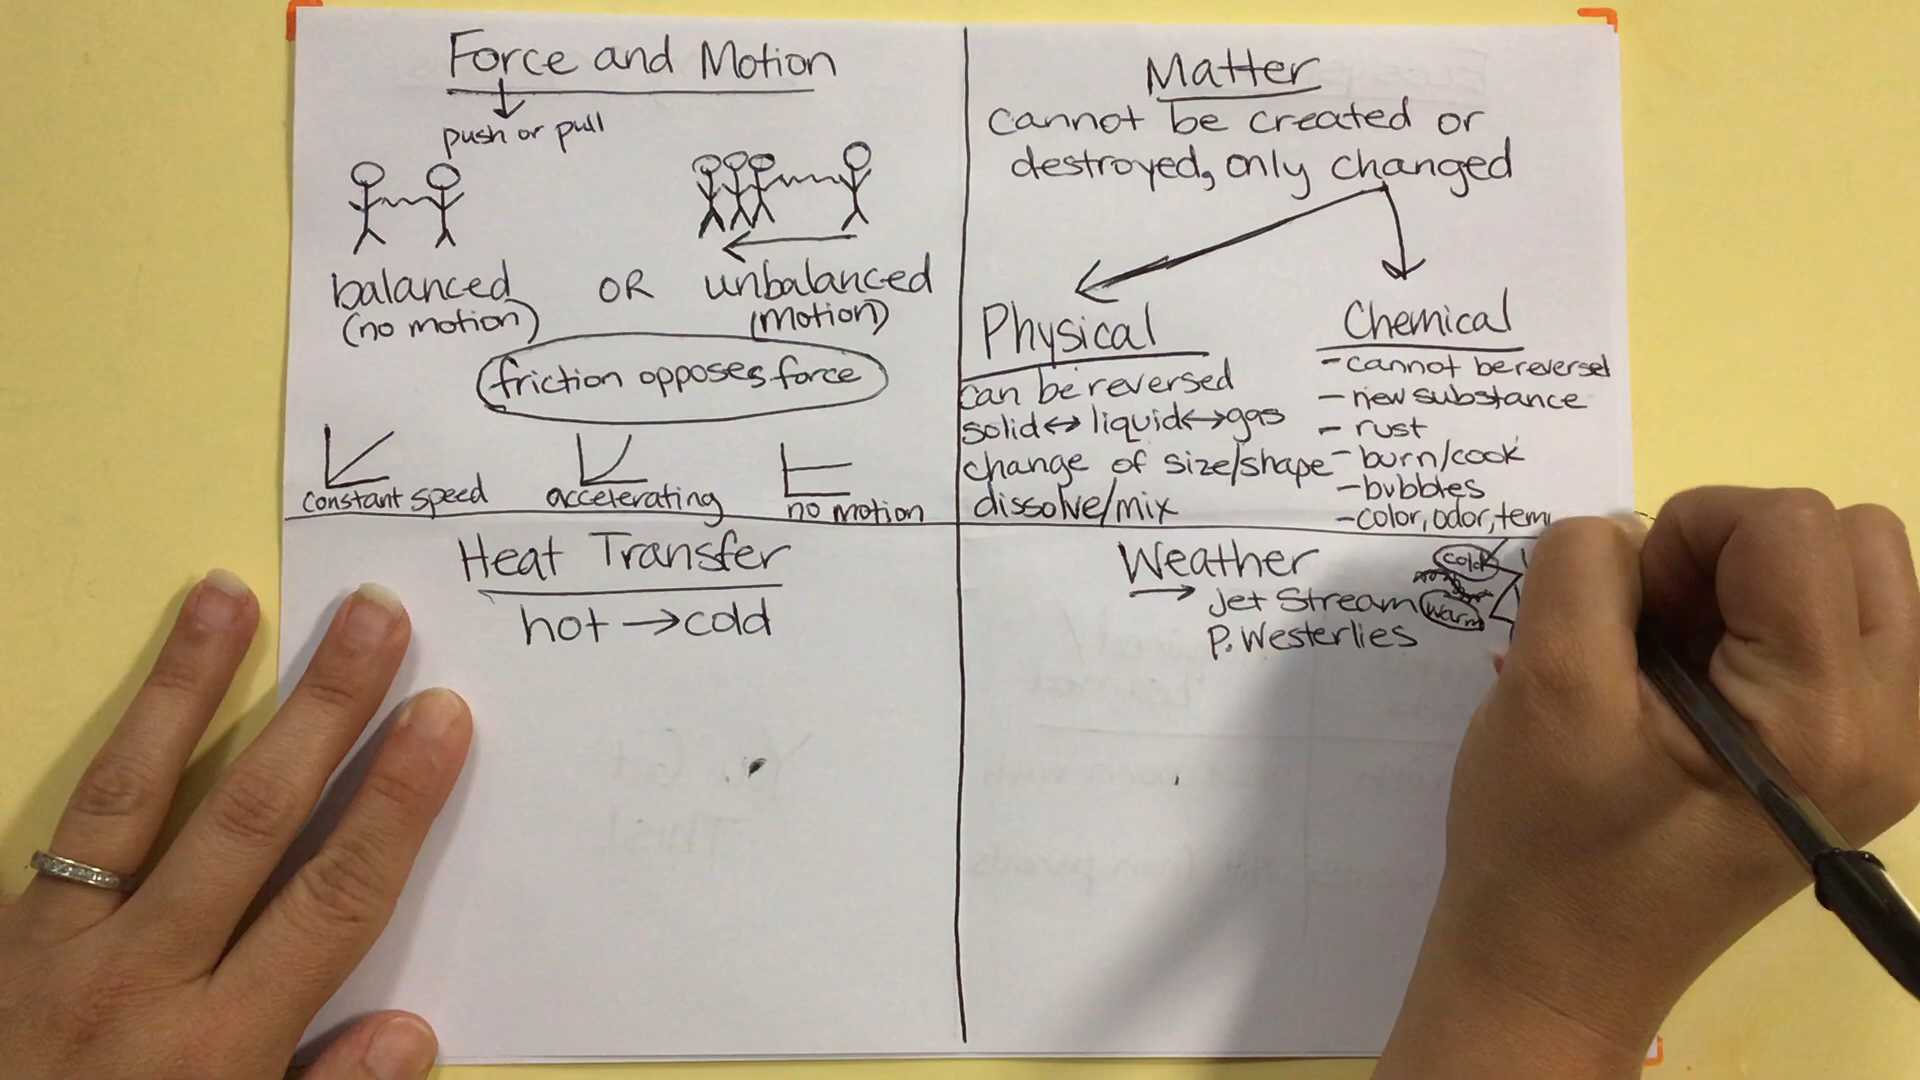 Force and Motion
push or pull
balanced OR unbalanced
(no motion) (motion)
friction opposes force
constant speed accelerating no motion
Matter
cannot be created or
destroyed, only changed
Physical
can be reversed
solid ↔ liquid ↔ gas
change of size/shape
dissolve/mix
Chemical
- cannot be reversed
- new substance
- rust
- burn/cook
- bubbles
- color, odor,
Heat Transfer
hot → cold
Weather
→ Jet Stream
P. Westerlies
cold
warm